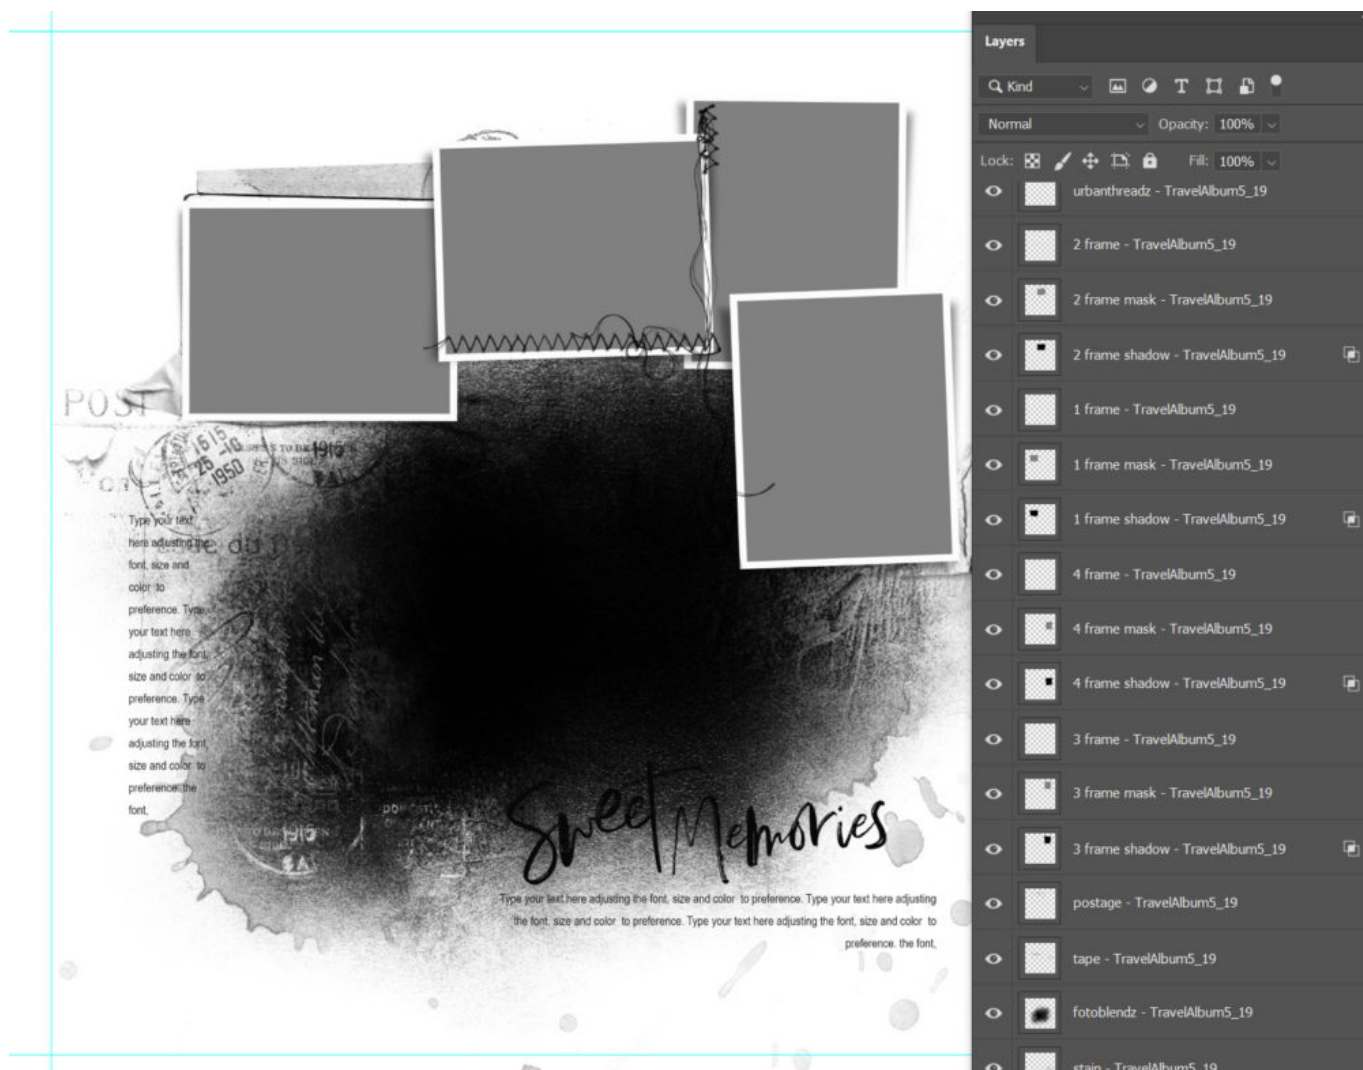 Layers
Kind
Normal
Opacity: 100%
Lock:
Fill: 100%
urbanthreadz - TravelAlbum5_19
2 frame - TravelAlbum5_19
2 frame mask - TravelAlbum5_19
2 frame shadow - TravelAlbum5_19
1 frame - TravelAlbum5_19
1 frame mask - TravelAlbum5_19
1 frame shadow - TravelAlbum5_19
4 frame - TravelAlbum5_19
4 frame mask - TravelAlbum5_19
4 frame shadow - TravelAlbum5_19
3 frame - TravelAlbum5_19
3 frame mask - TravelAlbum5_19
3 frame shadow - TravelAlbum5_19
postage - TravelAlbum5_19
tape - TravelAlbum5_19
fotoblendz - TravelAlbum5_19
stain - TravelAlbum5_19
POST
1615
25 -10
1950
1915
Type your text
here adjusting the
font, size and
color to
preference. Type
your text here
adjusting the font,
size and color to
preference. Type
your text here
adjusting the font,
size and color to
preference. the
font,
1915
Sweet Memories
Type your text here adjusting the font, size and color to preference. Type your text here adjusting
the font, size and color to preference. Type your text here adjusting the font, size and color to
preference. the font,